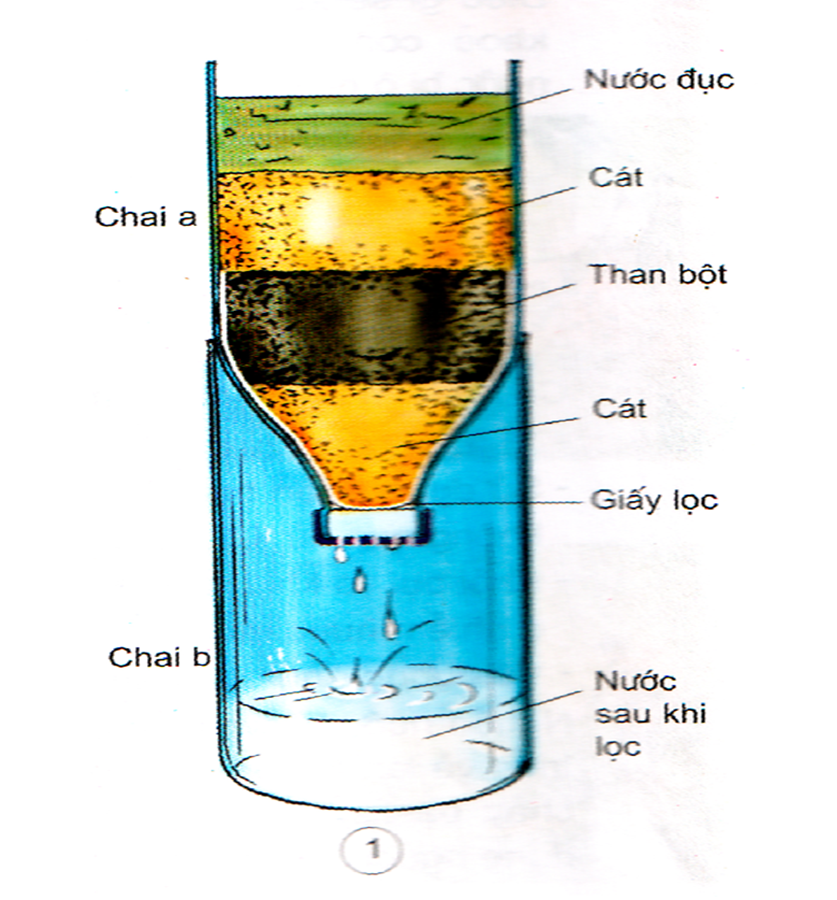 Nước đục
Cát
Chai a
Than bột
Cát
Giấy lọc
Chai b
Nước
sau khi
lọc
1